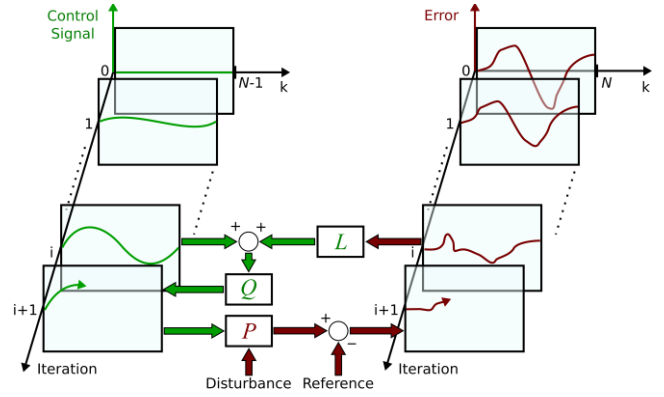 Control
Signal
Error
0
N-1
k
0
N
k
1
1
+
+
i
L
i
Q
i+1
P
+
−
i+1
Iteration
Disturbance
Reference
Iteration